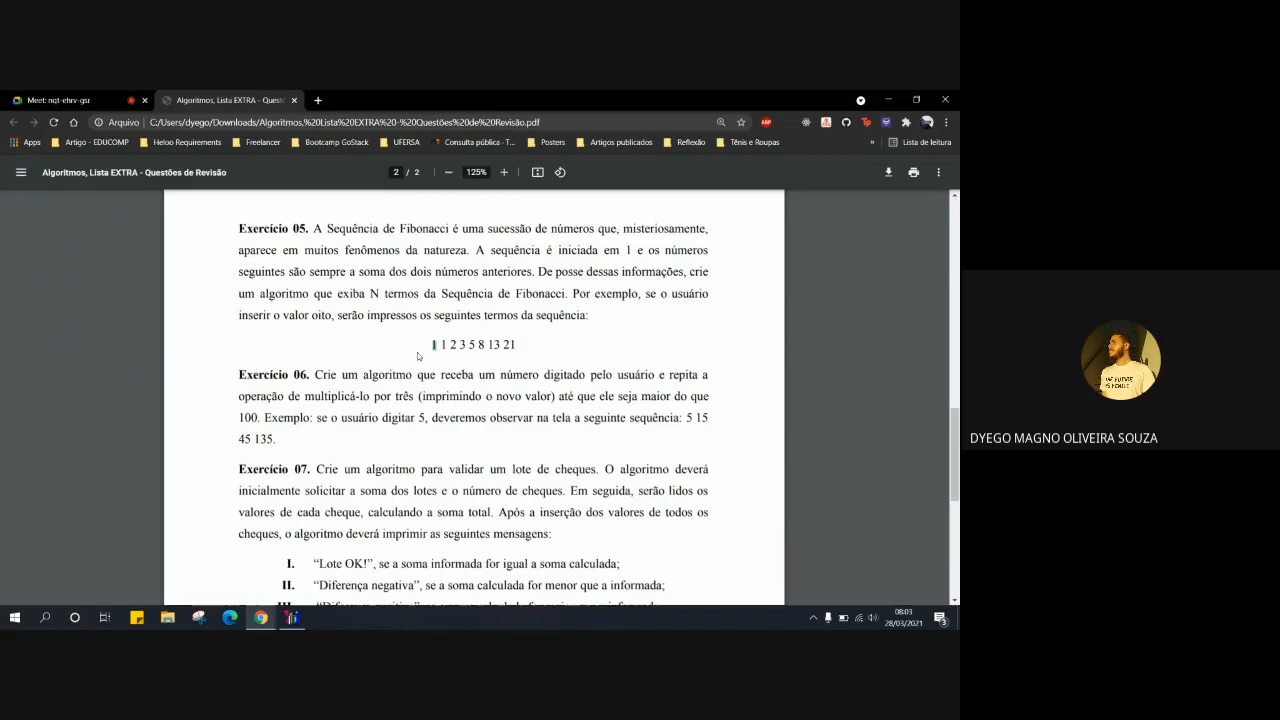 Meet: nqt-ehrv-gsr
Algoritmos, Lista EXTRA - Quest
Arquivo C:/Users/dyego/Downloads/Algoritmos,%20Lista%20EXTRA%20-%20Questões%20de%20Revisão.pdf
ABP
Apps Artigo - EDUCOMP Heloo Requirements Freelancer Bootcamp GoStack UFERSA Consulta pública - T... Posters Artigos publicados Reflexão Tênis e Roupas » Lista de leitura
Algoritmos, Lista EXTRA - Questões de Revisão 2 / 2 125%
Exercício 05. A Sequência de Fibonacci é uma sucessão de números que, misteriosamente,
aparece em muitos fenômenos da natureza. A sequência é iniciada em 1 e os números
seguintes são sempre a soma dos dois números anteriores. De posse dessas informações, crie
um algoritmo que exiba N termos da Sequência de Fibonacci. Por exemplo, se o usuário
inserir o valor oito, serão impressos os seguintes termos da sequência:
1 1 2 3 5 8 13 21
Exercício 06. Crie um algoritmo que receba um número digitado pelo usuário e repita a
operação de multiplicá-lo por três (imprimindo o novo valor) até que ele seja maior do que
100. Exemplo: se o usuário digitar 5, deveremos observar na tela a seguinte sequência: 5 15
45 135.
Exercício 07. Crie um algoritmo para validar um lote de cheques. O algoritmo deverá
inicialmente solicitar a soma dos lotes e o número de cheques. Em seguida, serão lidos os
valores de cada cheque, calculando a soma total. Após a inserção dos valores de todos os
cheques, o algoritmo deverá imprimir as seguintes mensagens:
I. “Lote OK!”, se a soma informada for igual a soma calculada;
II. “Diferença negativa”, se a soma calculada for menor que a informada;
08:03
28/03/2021
DYEGO MAGNO OLIVEIRA SOUZA